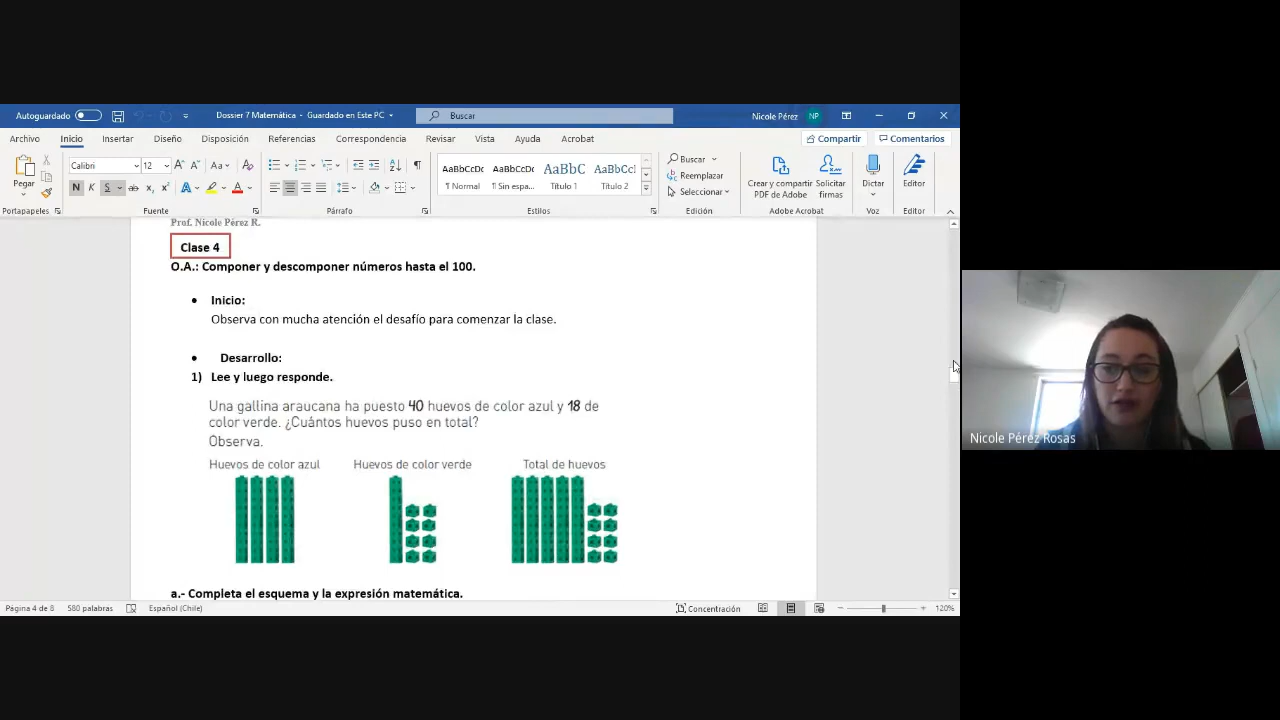 Autoguardado
Dossier 7 Matemática - Guardado en Este PC
Buscar
Nicole Pérez
NP
Archivo Inicio Insertar Diseño Disposición Referencias Correspondencia Revisar Vista Ayuda Acrobat
Compartir
Comentarios
Pegar
Calibri 12
N K S ab x₂ x²
AaBbCcDc AaBbCcDc AaBbC AaBbCcI
¶ Normal ¶ Sin espa... Título 1 Título 2
Buscar
Reemplazar
Seleccionar
Crear y compartir PDF de Adobe
Solicitar firmas
Dictar
Editor
Portapapeles Fuente Párrafo Estilos Edición Adobe Acrobat Voz Editor
Prof. Nicole Pérez R.
Clase 4
O.A.: Componer y descomponer números hasta el 100.
• Inicio:
Observa con mucha atención el desafío para comenzar la clase.
• Desarrollo:
1) Lee y luego responde.
Una gallina araucana ha puesto 40 huevos de color azul y 18 de
color verde. ¿Cuántos huevos puso en total?
Observa.
Huevos de color azul Huevos de color verde Total de huevos
a.- Completa el esquema y la expresión matemática.
Página 4 de 8 580 palabras Español (Chile)
Concentración
120%
Nicole Pérez Rosas